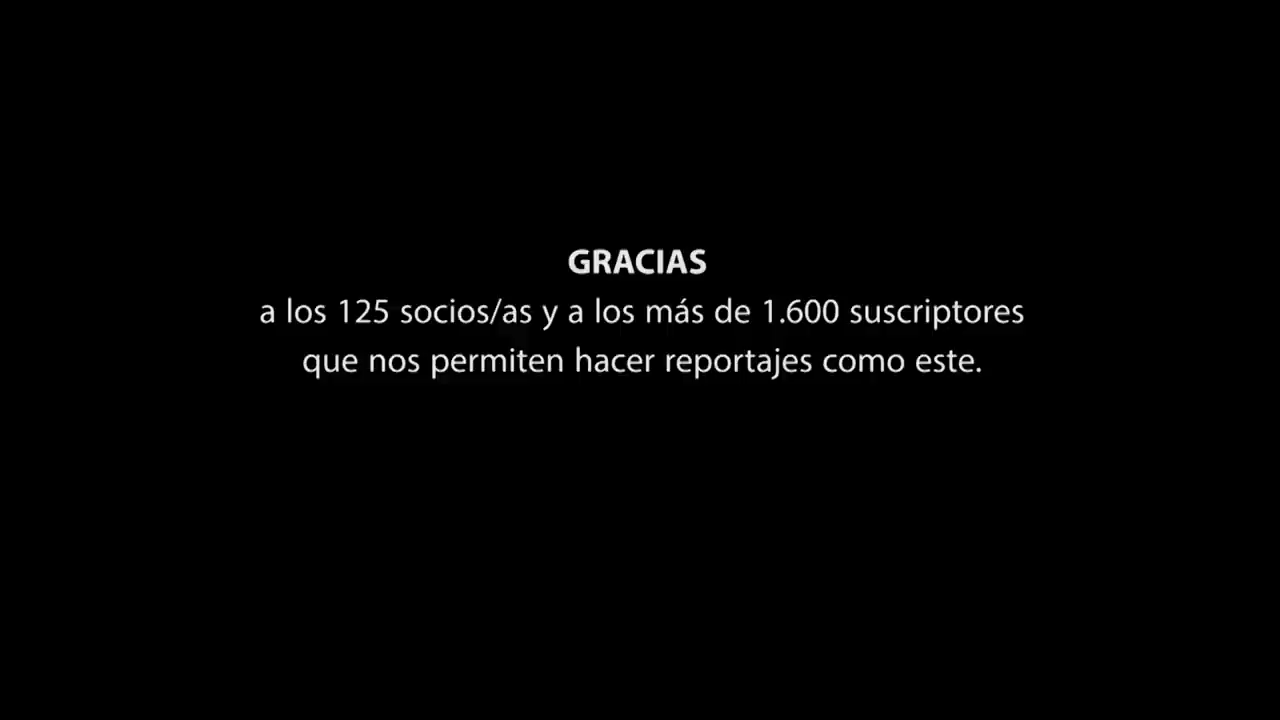 GRACIAS
a los 125 socios/as y a los más de 1.600 suscriptores
que nos permiten hacer reportajes como este.